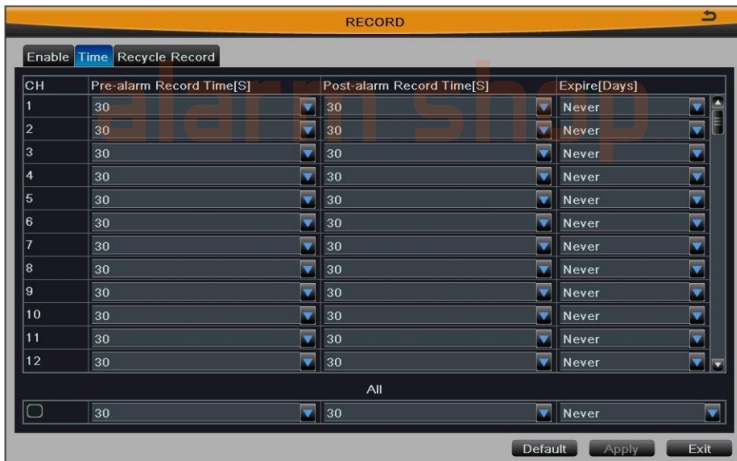 RECORD
Enable Time Recycle Record
CH Pre-alarm Record Time[S] Post-alarm Record Time[S] Expire[Days]
1 30 30 Never
2 30 30 Never
3 30 30 Never
4 30 30 Never
5 30 30 Never
6 30 30 Never
7 30 30 Never
8 30 30 Never
9 30 30 Never
10 30 30 Never
11 30 30 Never
12 30 30 Never
alarm shop
All
30 30 Never
Default Apply Exit